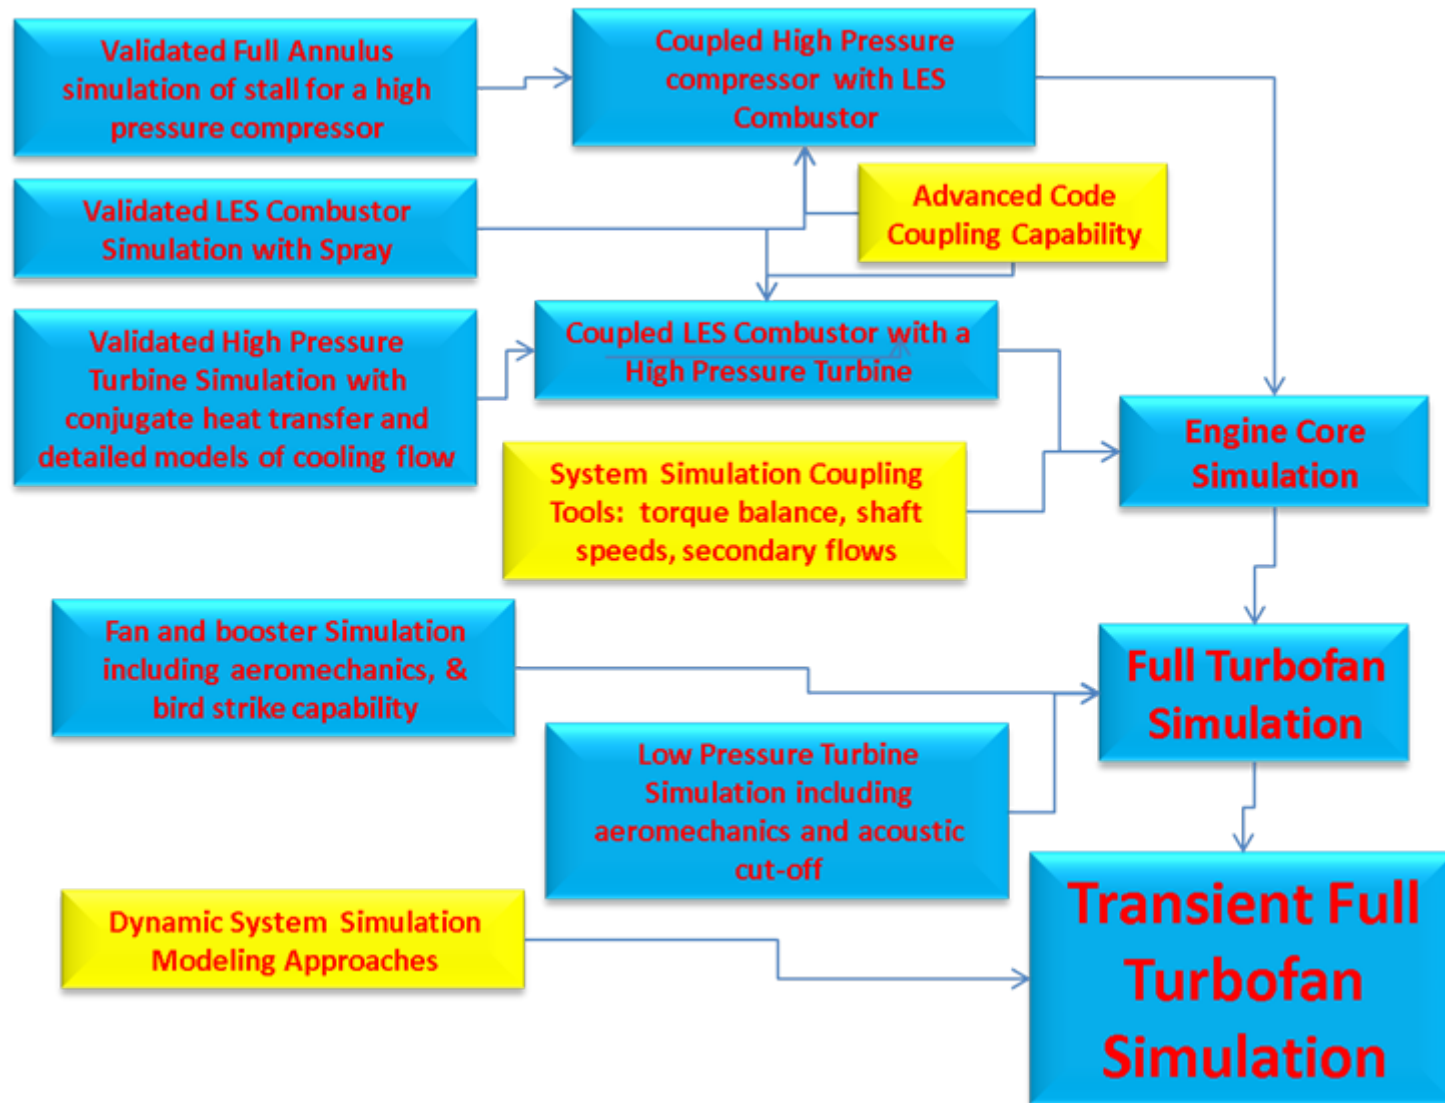 Validated Full Annulus
simulation of stall for a high
pressure compressor
Coupled High Pressure
compressor with LES
Combustor
Validated LES Combustor
Simulation with Spray
Advanced Code
Coupling Capability
Validated High Pressure
Turbine Simulation with
conjugate heat transfer and
detailed models of cooling flow
Coupled LES Combustor with a
High Pressure Turbine
Engine Core
Simulation
System Simulation Coupling
Tools: torque balance, shaft
speeds, secondary flows
Fan and booster Simulation
including aeromechanics, &
bird strike capability
Full Turbofan
Simulation
Low Pressure Turbine
Simulation including
aeromechanics and acoustic
cut-off
Dynamic System Simulation
Modeling Approaches
Transient Full
Turbofan
Simulation